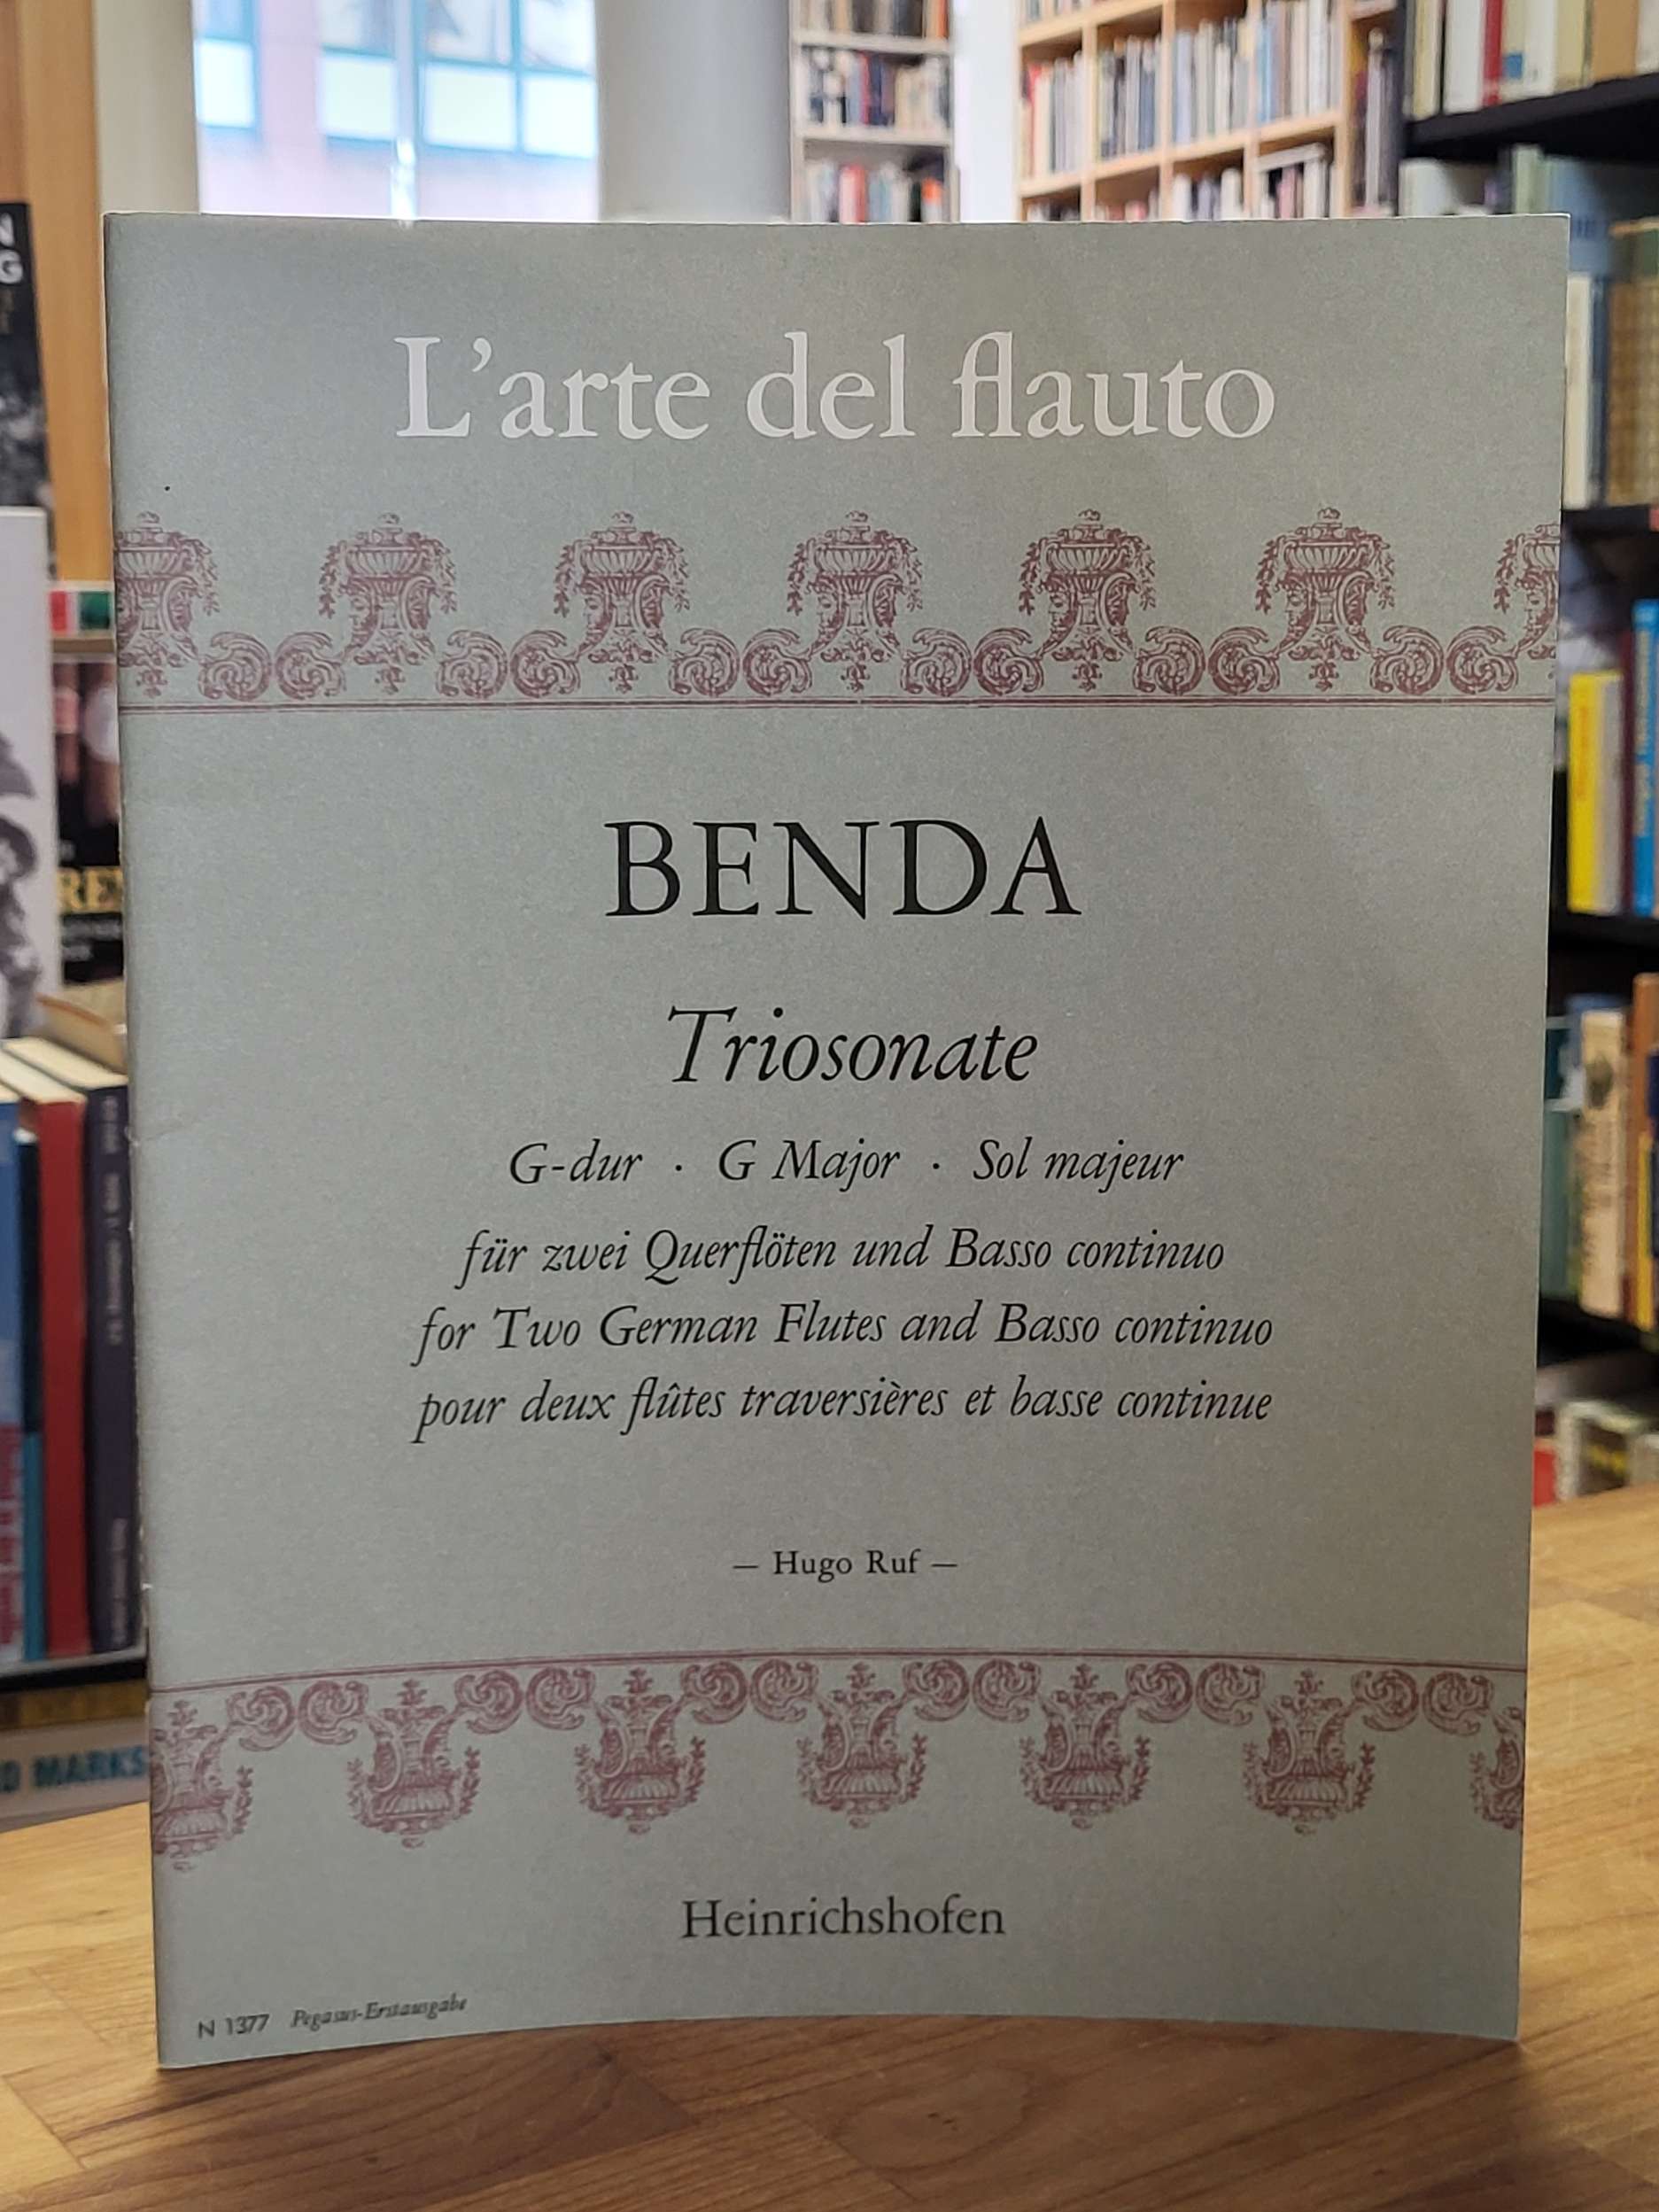 L'arte del flauto
BENDA
Triosonate
G-dur · G Major · Sol majeur
für zwei Querflöten und Basso continuo
for Two German Flutes and Basso continuo
pour deux flûtes traversières et basse continue
— Hugo Ruf —
Heinrichshofen
N 1377 Pegasus-Erstausgabe
MARKS